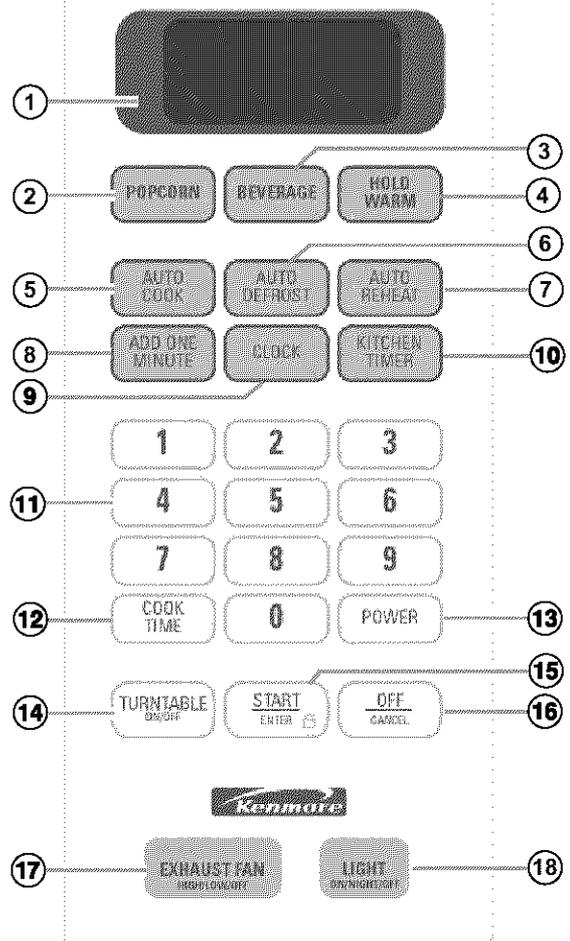 1
3
2
POPCORN
BEVERAGE
HOLD
WARM
4
6
5
AUTO
COOK
AUTO
DEFROST
AUTO
REHEAT
7
8
ADD ONE
MINUTE
CLOCK
KITCHEN
TIMER
10
9
1
2
3
11
4
5
6
7
8
9
12
COOK
TIME
0
POWER
13
15
14
TURNTABLE
ON/OFF
START
ENTER
OFF
CANCEL
16
Kenmore
17
EXHAUST FAN
HIGH/LOW/OFF
LIGHT
ON/NIGHT/OFF
18